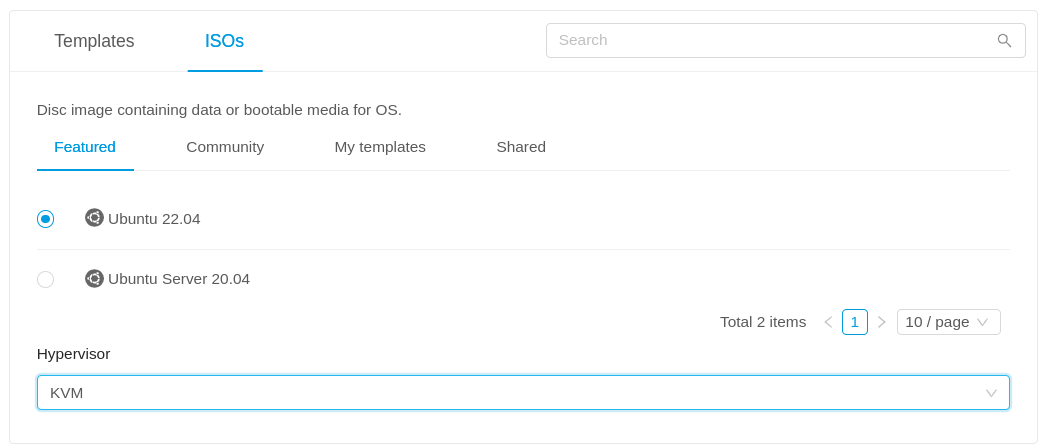 Templates ISOs Search
Disc image containing data or bootable media for OS.
Featured Community My templates Shared
Ubuntu 22.04
Ubuntu Server 20.04
Total 2 items 1 10 / page
Hypervisor
KVM